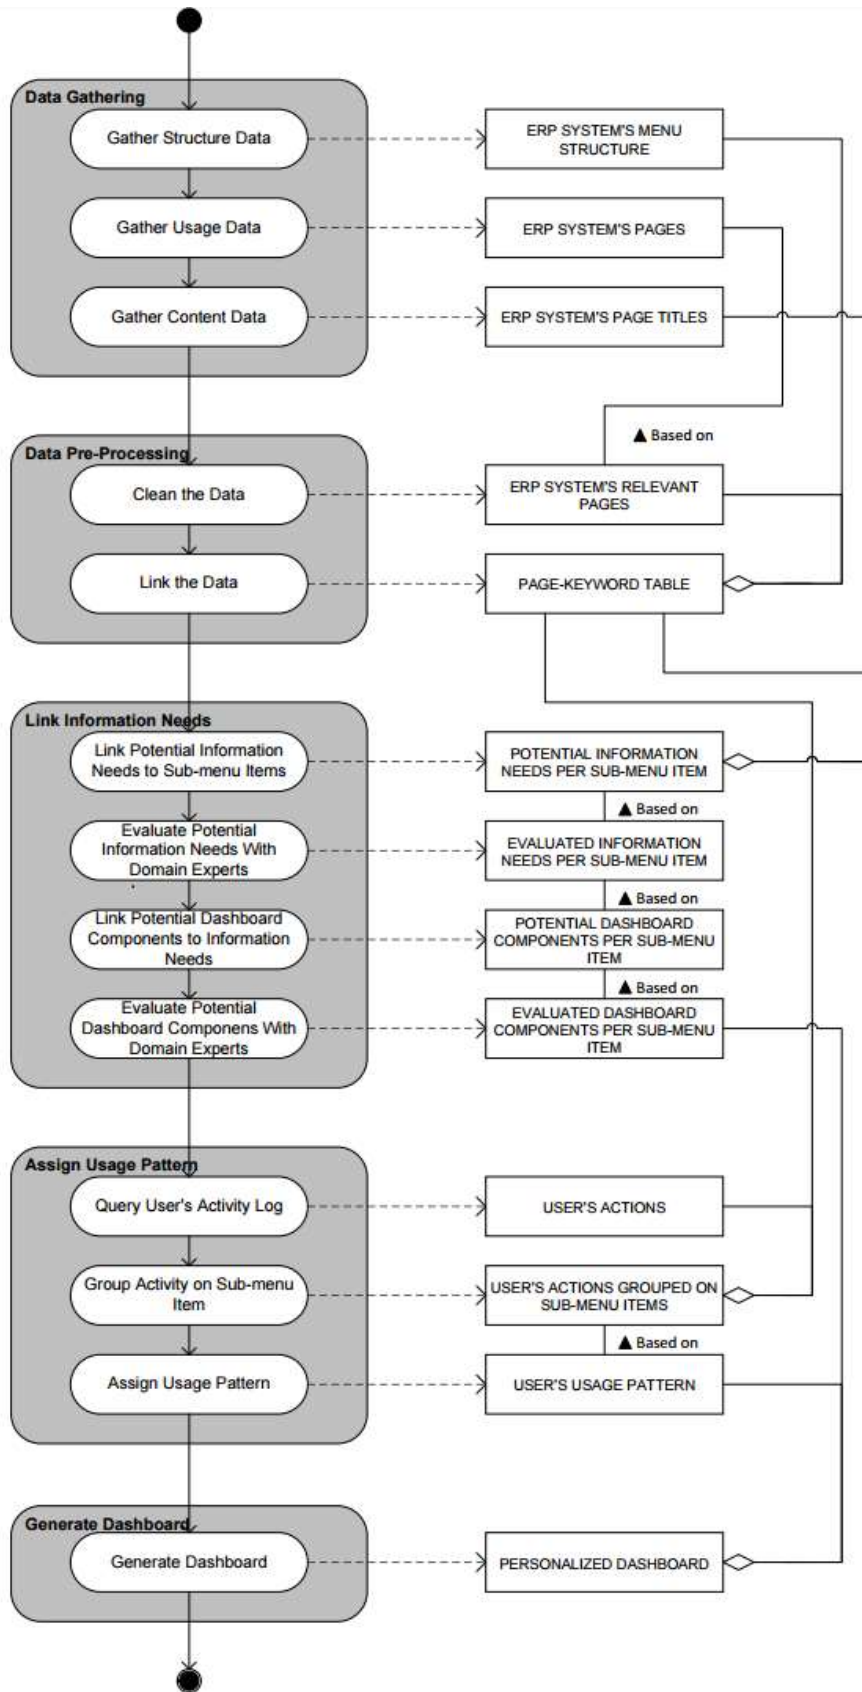 Data Gathering
Gather Structure Data
ERP SYSTEM'S MENU
STRUCTURE
Gather Usage Data
ERP SYSTEM'S PAGES
Gather Content Data
ERP SYSTEM'S PAGE TITLES
▲ Based on
Data Pre-Processing
Clean the Data
ERP SYSTEM'S RELEVANT
PAGES
Link the Data
PAGE-KEYWORD TABLE
Link Information Needs
Link Potential Information
Needs to Sub-menu Items
POTENTIAL INFORMATION
NEEDS PER SUB-MENU ITEM
▲ Based on
Evaluate Potential
Information Needs With
Domain Experts
EVALUATED INFORMATION
NEEDS PER SUB-MENU ITEM
▲ Based on
Link Potential Dashboard
Components to Information
Needs
POTENTIAL DASHBOARD
COMPONENTS PER SUB-MENU
ITEM
▲ Based on
Evaluate Potential
Dashboard Componens With
Domain Experts
EVALUATED DASHBOARD
COMPONENTS PER SUB-MENU
ITEM
Assign Usage Pattern
Query User's Activity Log
USER'S ACTIONS
Group Activity on Sub-menu
Item
USER'S ACTIONS GROUPED ON
SUB-MENU ITEMS
▲ Based on
Assign Usage Pattern
USER'S USAGE PATTERN
Generate Dashboard
Generate Dashboard
PERSONALIZED DASHBOARD